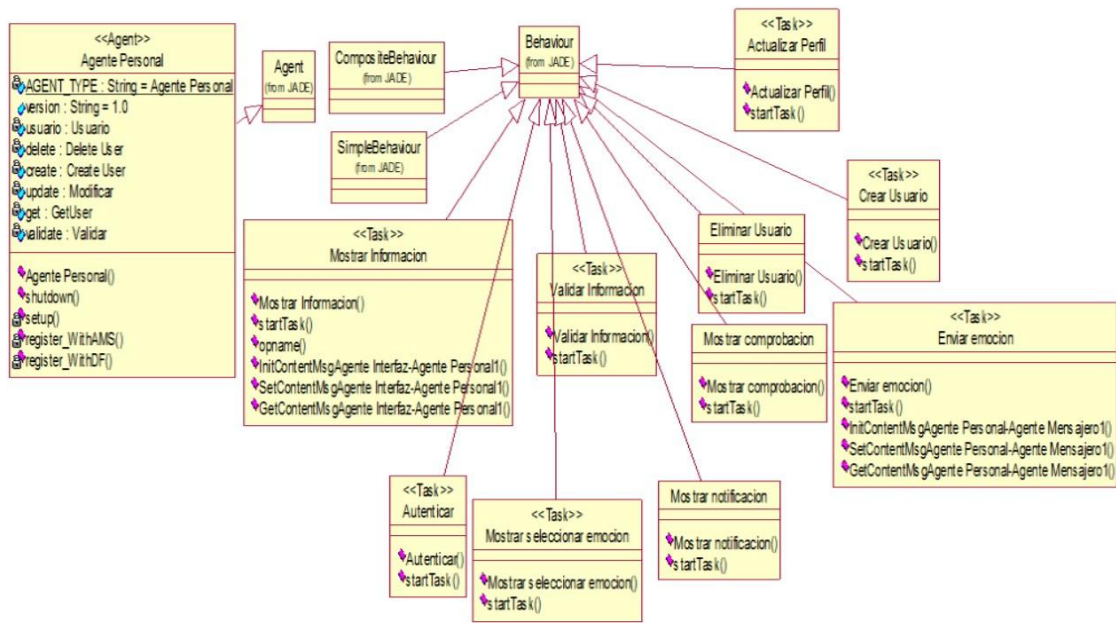 <<Agent>>
Agente Personal
AGENT_TYPE : String = Agente Personal
version : String = 1.0
usuario : Usuario
delete : Delete User
create : Create User
update : Modificar
get : GetUser
validate : Validar
Agente Personal()
shutdown()
setup()
register_WithAMS()
register_WithDF()
Agent
(from JADE)
CompositeBehaviour
(from JADE)
SimpleBehaviour
(from JADE)
Behaviour
(from JADE)
<<Task>>
Actualizar Perfil
Actualizar Perfil()
startTask()
<<Task>>
Crear Usuario
Crear Usuario()
startTask()
<<Task>>
Mostrar Informacion
Mostrar Informacion()
startTask()
opname()
InitContentMsgAgente Interfaz-Agente Personal1()
SetContentMsgAgente Interfaz-Agente Personal1()
GetContentMsgAgente Interfaz-Agente Personal1()
<<Task>>
Validar Informacion
Validar Informacion()
startTask()
Eliminar Usuario
Eliminar Usuario()
startTask()
Mostrar comprobacion
Mostrar comprobacion()
startTask()
<<Task>>
Enviar emocion
Enviar emocion()
startTask()
InitContentMsgAgente Personal-Agente Mensajero1()
SetContentMsgAgente Personal-Agente Mensajero1()
GetContentMsgAgente Personal-Agente Mensajero1()
<<Task>>
Autenticar
Autenticar()
startTask()
<<Task>>
Mostrar seleccionar emocion
Mostrar seleccionar emocion()
startTask()
Mostrar notificacion
Mostrar notificacion()
startTask()